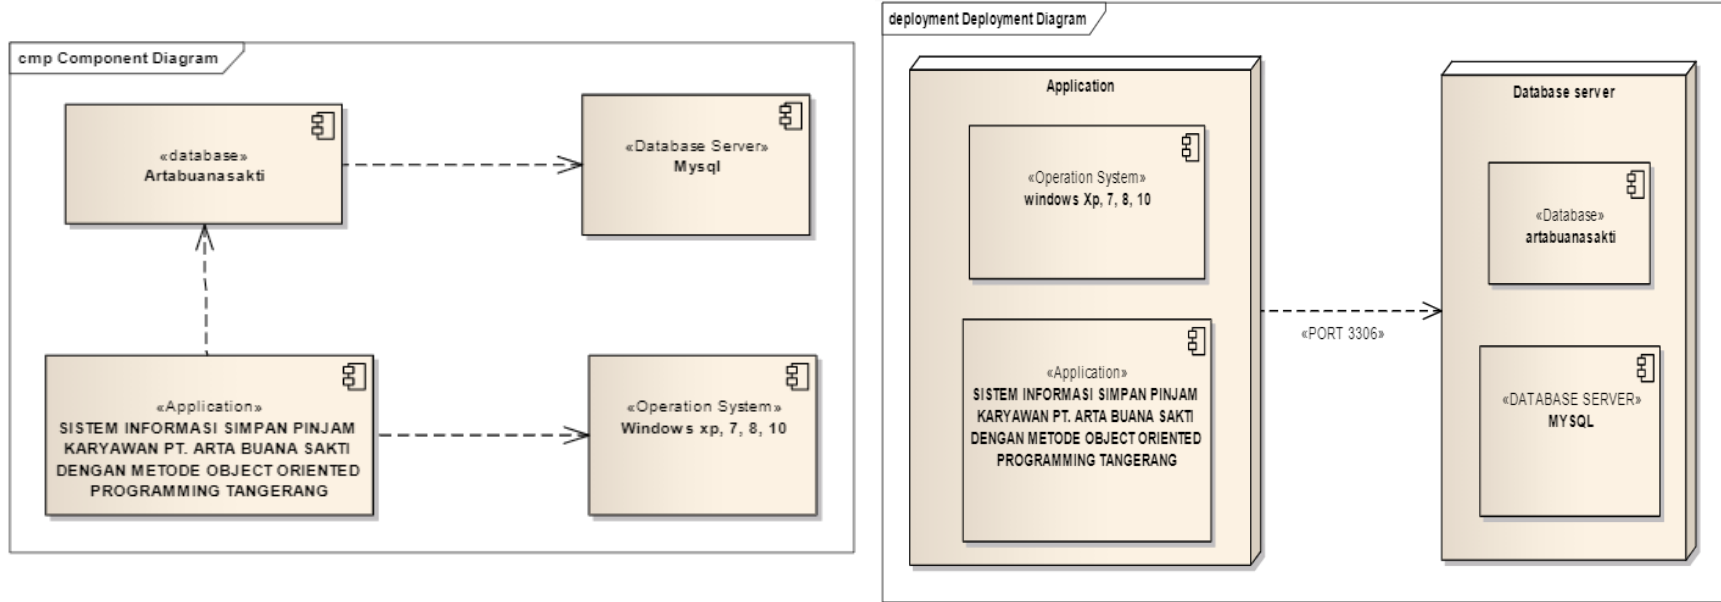 cmp Component Diagram
«database»
Artabuanasakti
«Database Server»
Mysql
«Application»
SISTEM INFORMASI SIMPAN PINJAM
KARYAWAN PT. ARTA BUANA SAKTI
DENGAN METODE OBJECT ORIENTED
PROGRAMMING TANGERANG
«Operation System»
Windows xp, 7, 8, 10
deployment Deployment Diagram
Application
«Operation System»
windows Xp, 7, 8, 10
«Application»
SISTEM INFORMASI SIMPAN PINJAM
KARYAWAN PT. ARTA BUANA SAKTI
DENGAN METODE OBJECT ORIENTED
PROGRAMMING TANGERANG
«PORT 3306»
Database server
«Database»
artabuanasakti
«DATABASE SERVER»
MYSQL